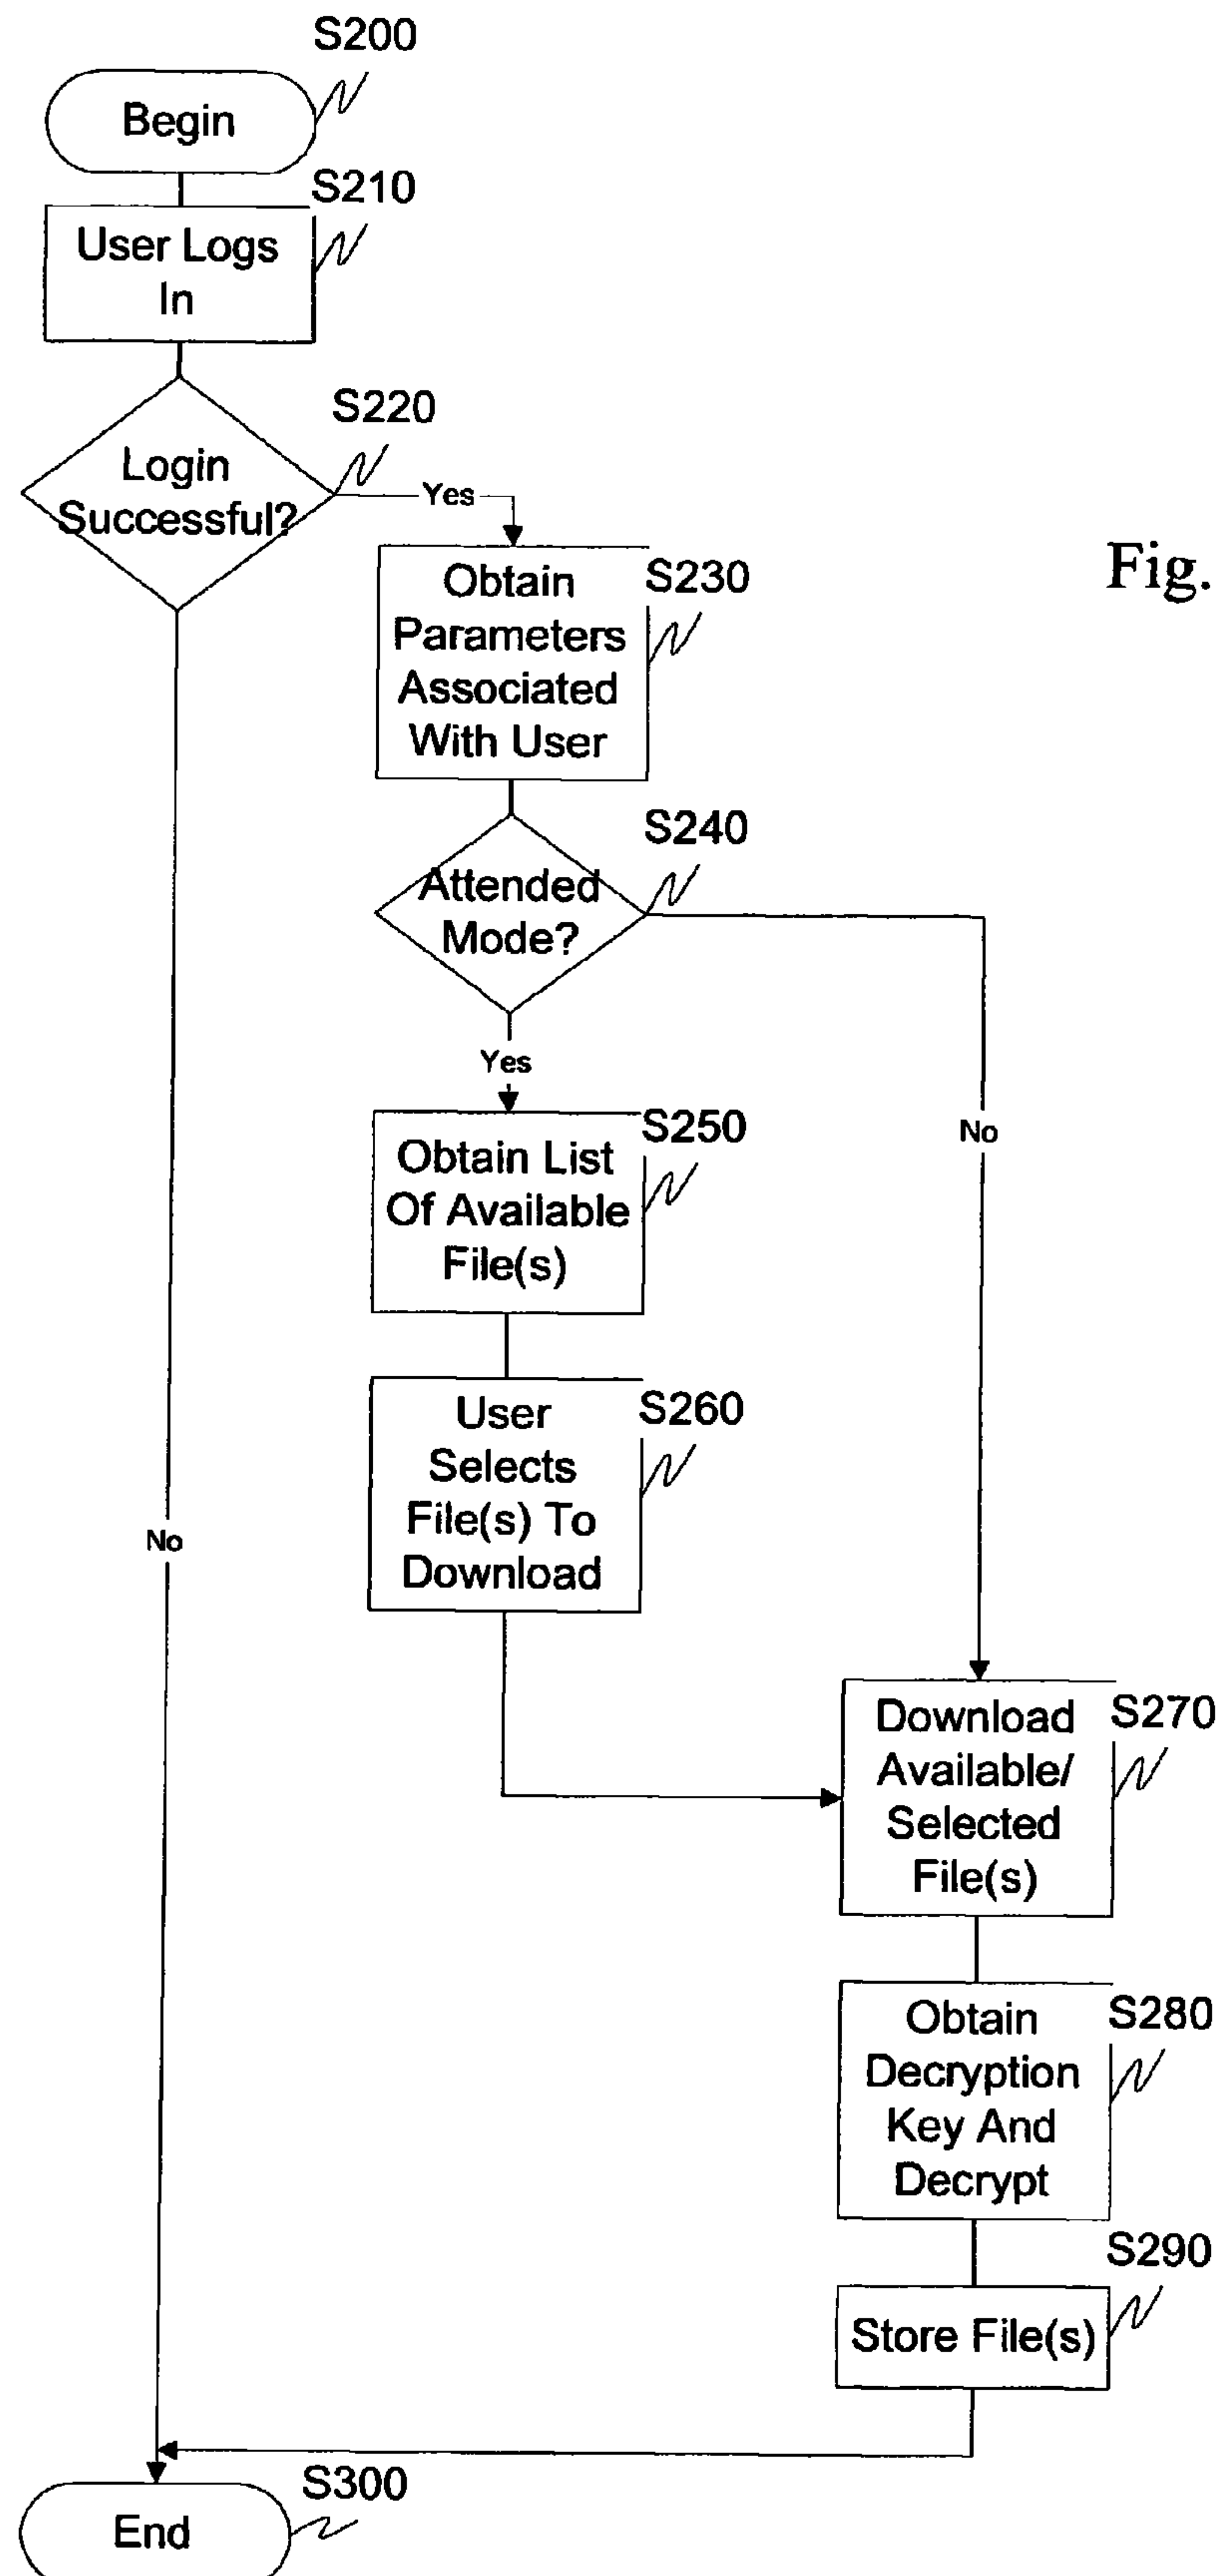 S200
Begin
S210
User Logs
In
S220
Login
Successful?
Yes
Fig.
Obtain
Parameters
Associated
With User
S230
S240
Attended
Mode?
Yes
No
S250
Obtain List
Of Available
File(s)
S260
User
Selects
File(s) To
Download
No
Download
Available/
Selected
File(s)
S270
Obtain
Decryption
Key And
Decrypt
S280
S290
Store File(s)
S300
End